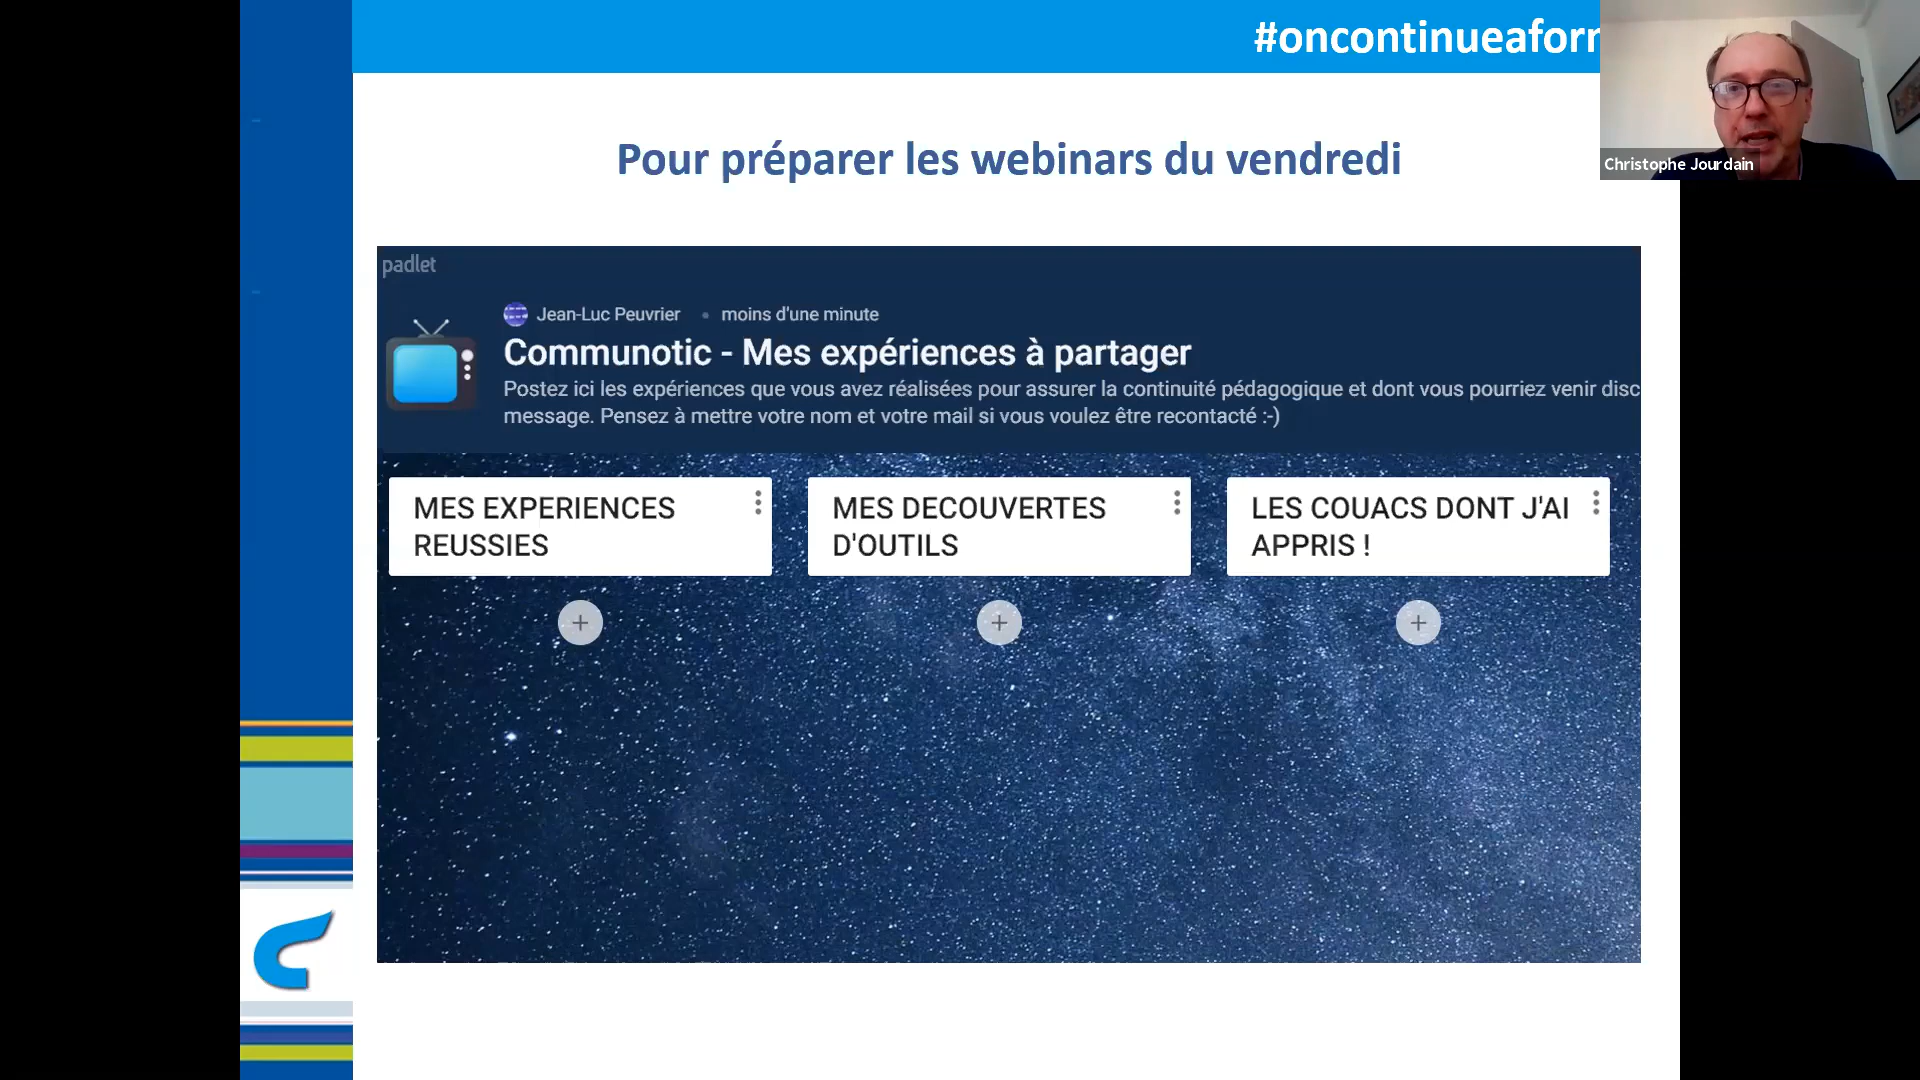 #oncontinueaforr
Christophe Jourdain
Pour préparer les webinars du vendredi
padlet
Jean-Luc Peuvrier • moins d'une minute
Communotic - Mes expériences à partager
Postez ici les expériences que vous avez réalisées pour assurer la continuité pédagogique et dont vous pourriez venir disc
message. Pensez à mettre votre nom et votre mail si vous voulez être recontacté :-)
MES EXPERIENCES
REUSSIES
MES DECOUVERTES
D'OUTILS
LES COUACS DONT J'AI
APPRIS !